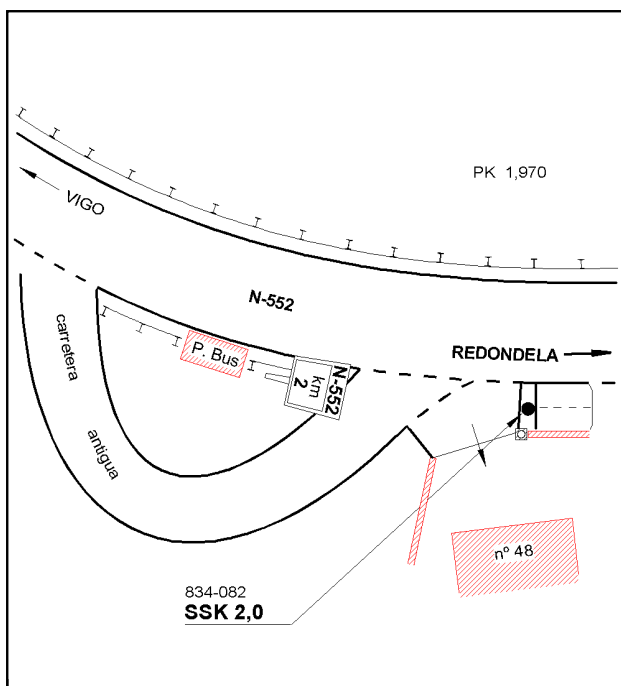 PK 1,970
VIGO
N-552
carretera
antigua
P. Bus
N-552
km
2
REDONDELA
nº 48
834-082
SSK 2,0